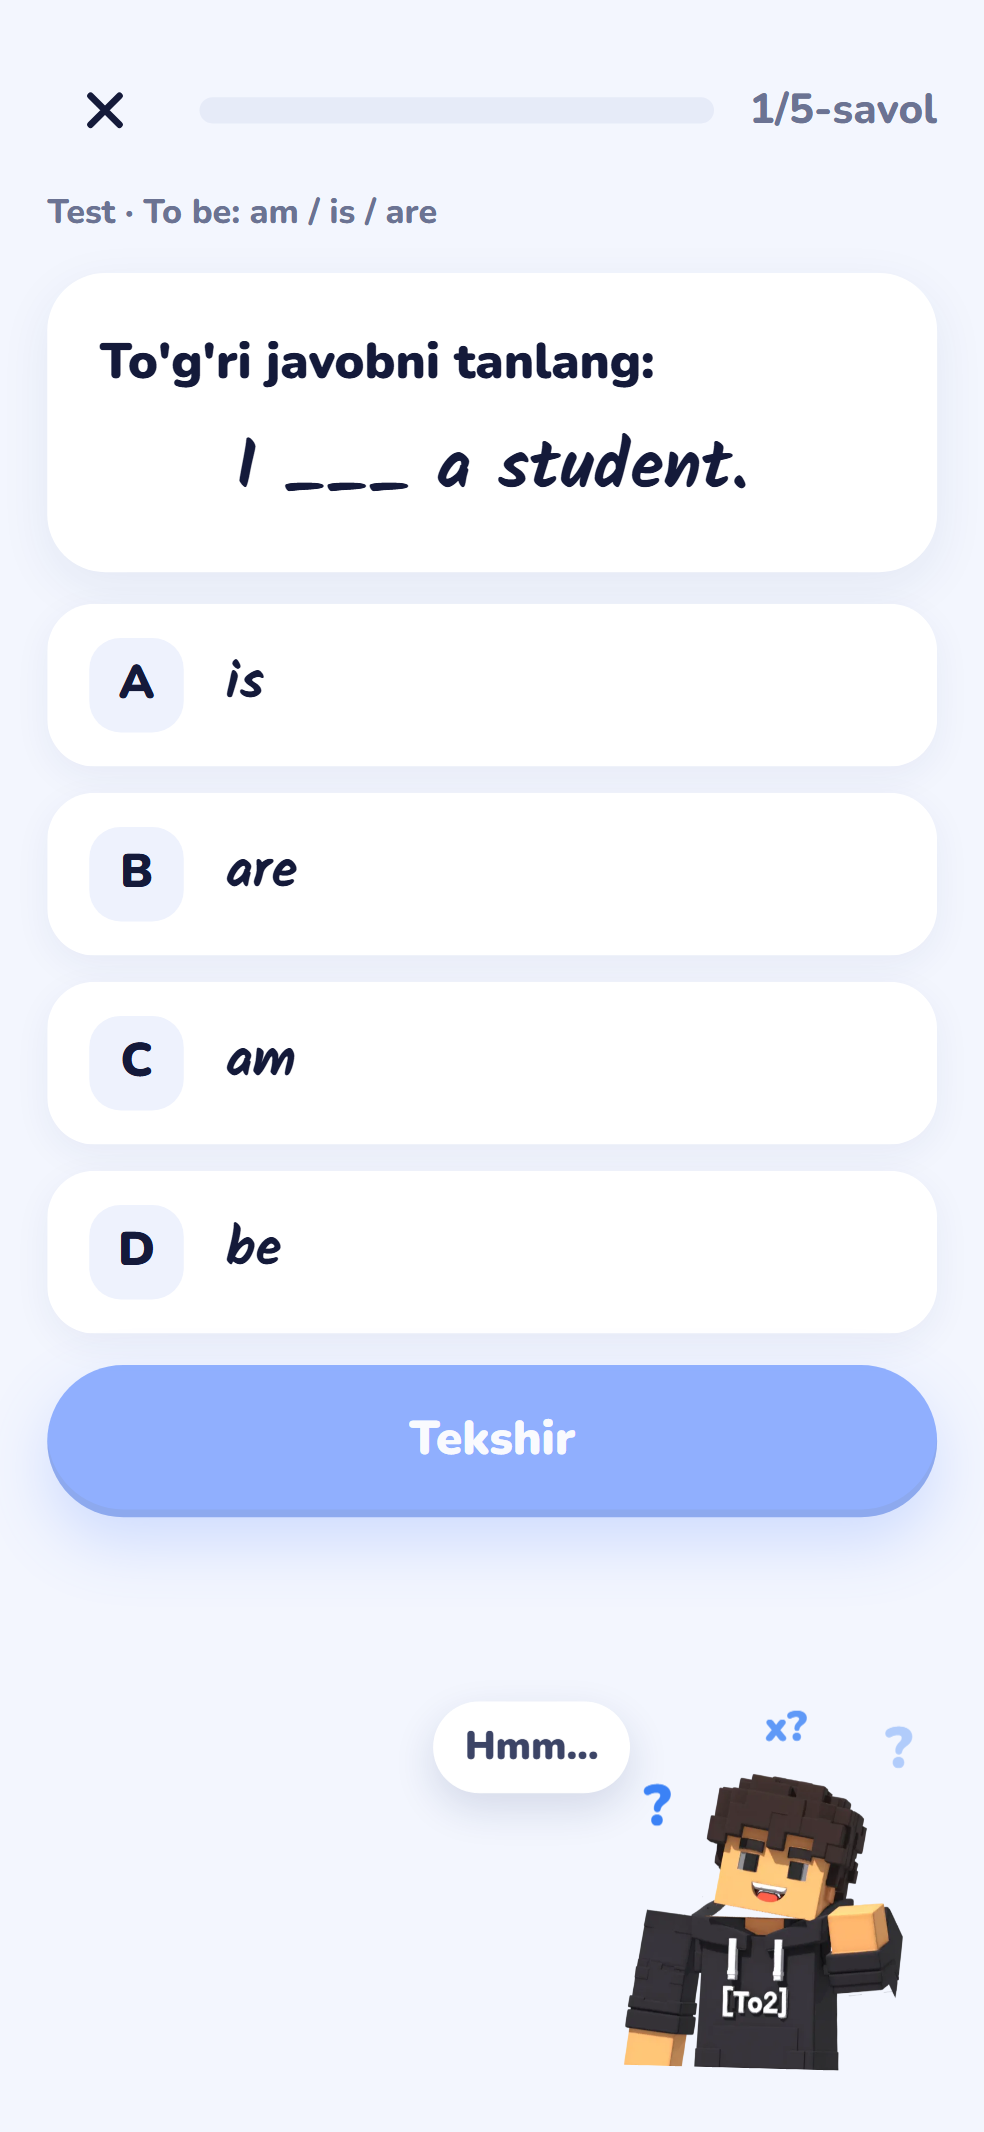 1/5-savol
Test · To be: am / is / are
To'g'ri javobni tanlang:
I ___ a student.
A is
B are
C am
D be
Tekshir
Hmm...
x?
?
?
[To2]